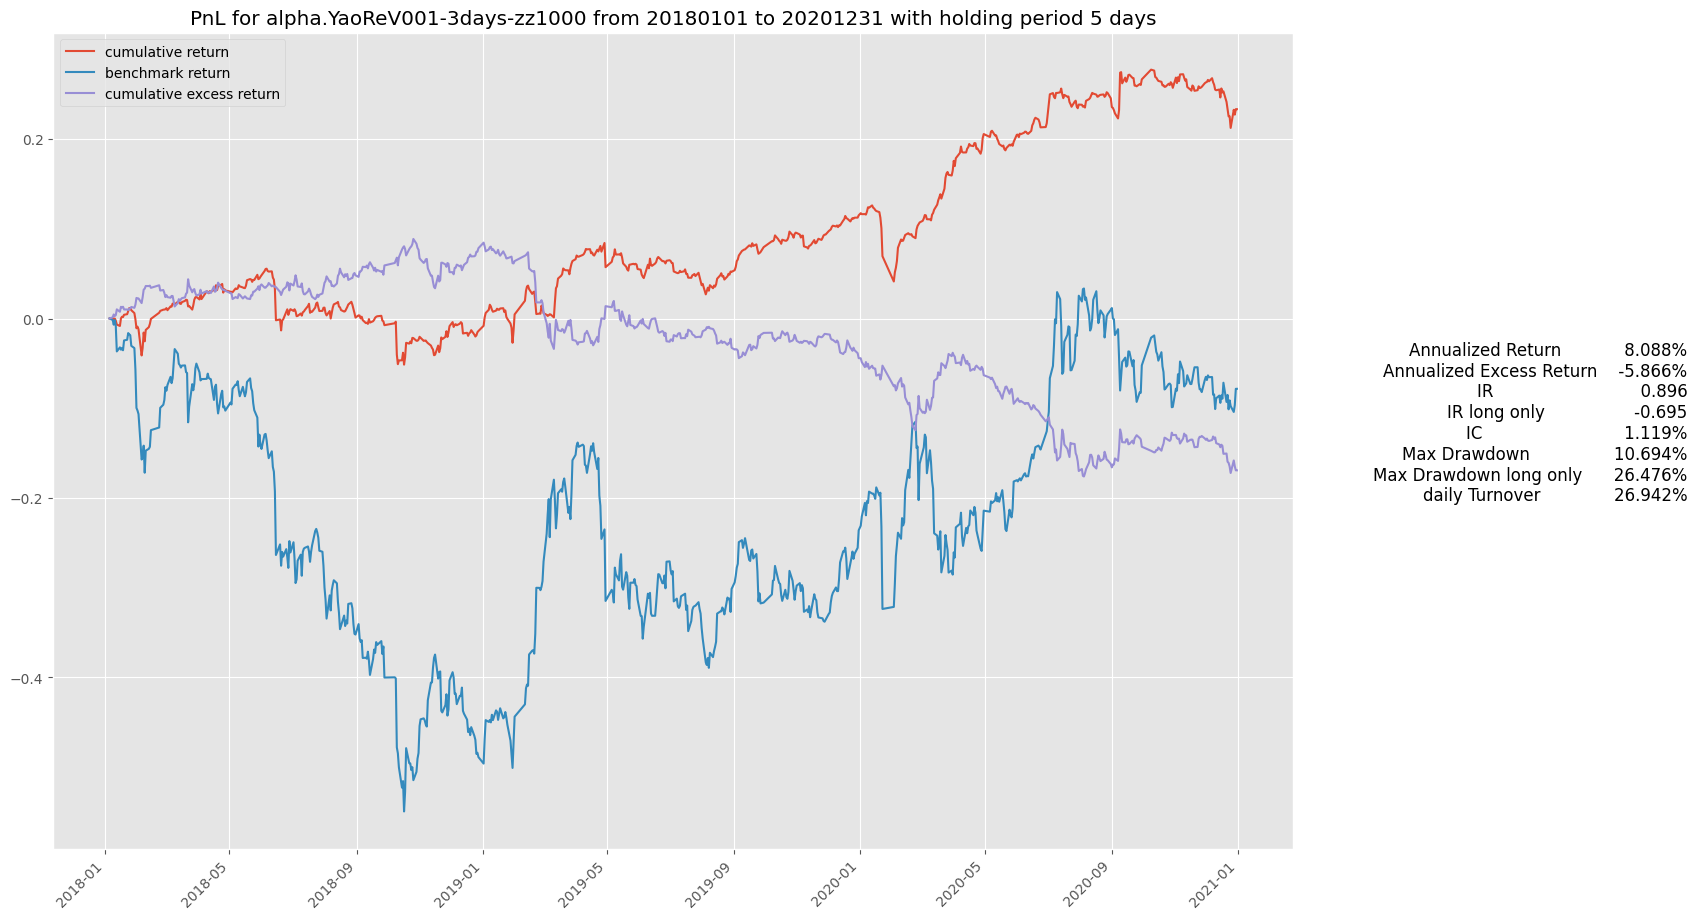 PnL for alpha.YaoReV001-3days-zz1000 from 20180101 to 20201231 with holding period 5 days
cumulative return
benchmark return
cumulative excess return
0.2
0.0
−0.2
−0.4
2018-01
2018-05
2018-09
2019-01
2019-05
2019-09
2020-01
2020-05
2020-09
2021-01
Annualized Return 8.088%
Annualized Excess Return -5.866%
IR 0.896
IR long only -0.695
IC 1.119%
Max Drawdown 10.694%
Max Drawdown long only 26.476%
daily Turnover 26.942%